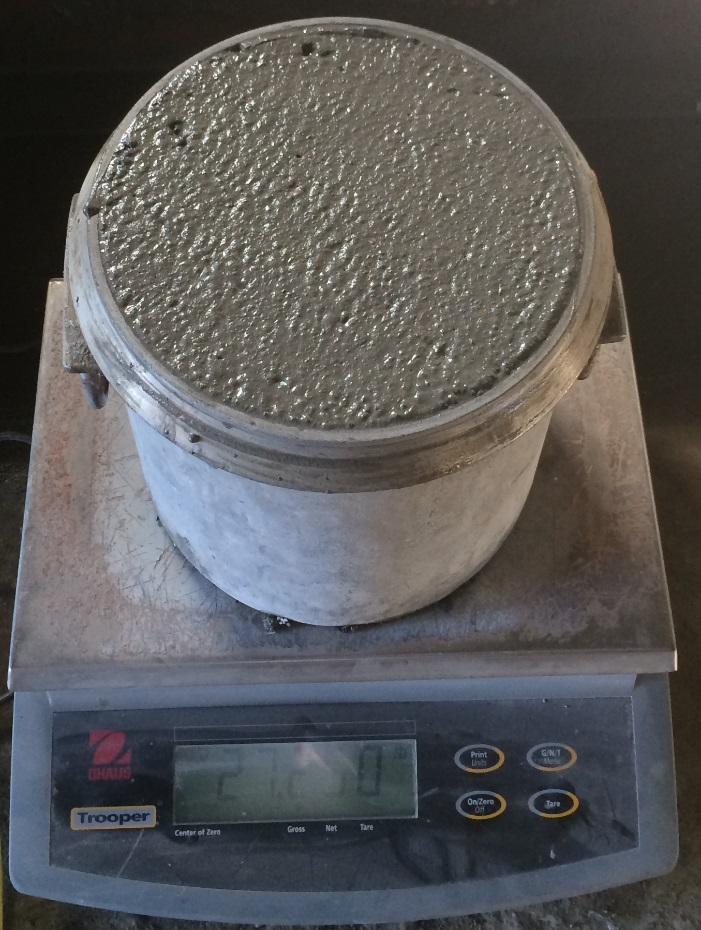 OHAUS
Trooper
Center of Zero
Gross
Net
Tare
Print
Units
G/N/T
Mode
On/Zero
Off
Tare